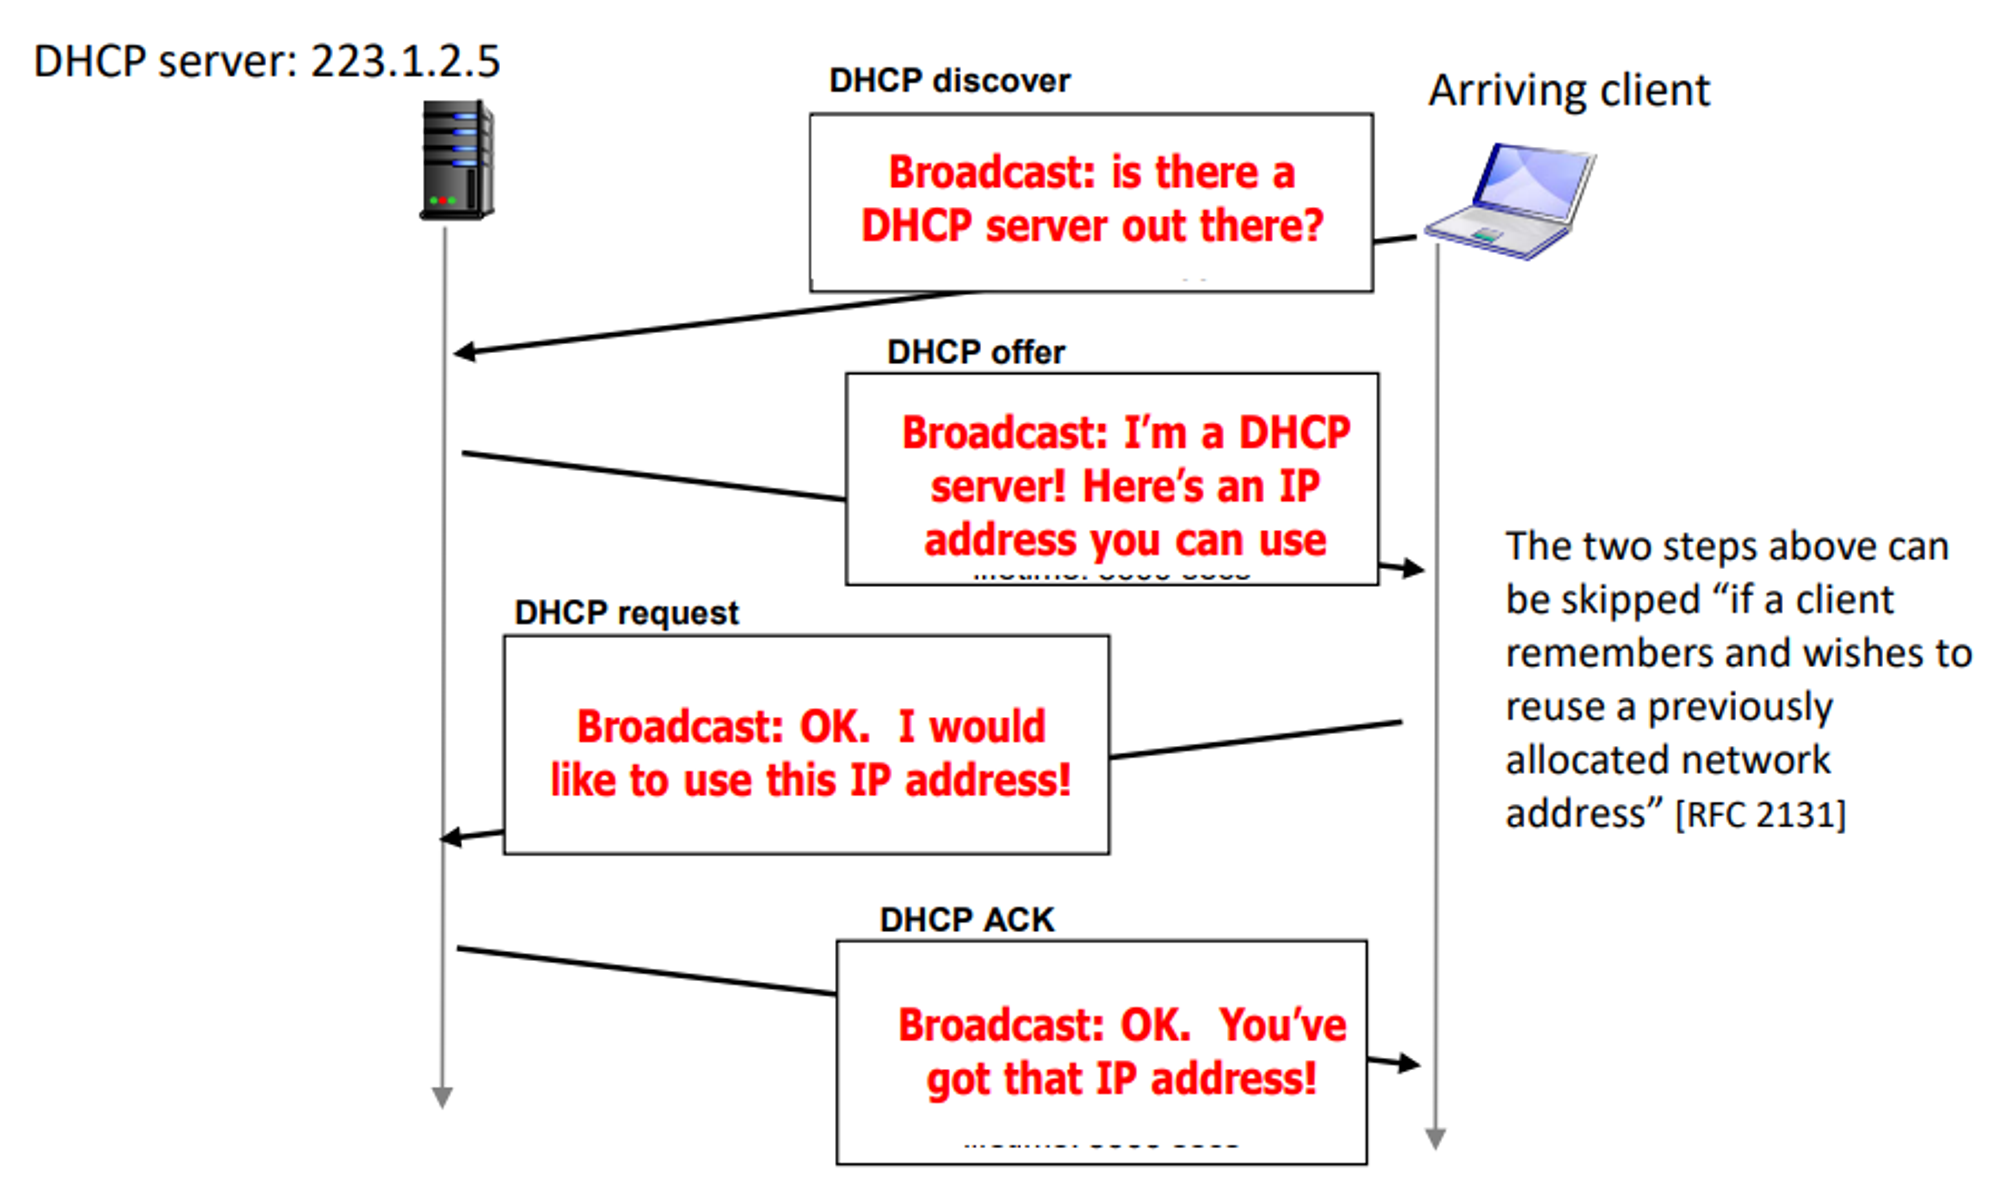 DHCP server: 223.1.2.5
DHCP discover
Arriving client
Broadcast: is there a
DHCP server out there?
DHCP offer
Broadcast: I’m a DHCP
server! Here’s an IP
address you can use
The two steps above can
be skipped “if a client
remembers and wishes to
reuse a previously
allocated network
address” [RFC 2131]
DHCP request
Broadcast: OK.  I would
like to use this IP address!
DHCP ACK
Broadcast: OK.  You’ve
got that IP address!